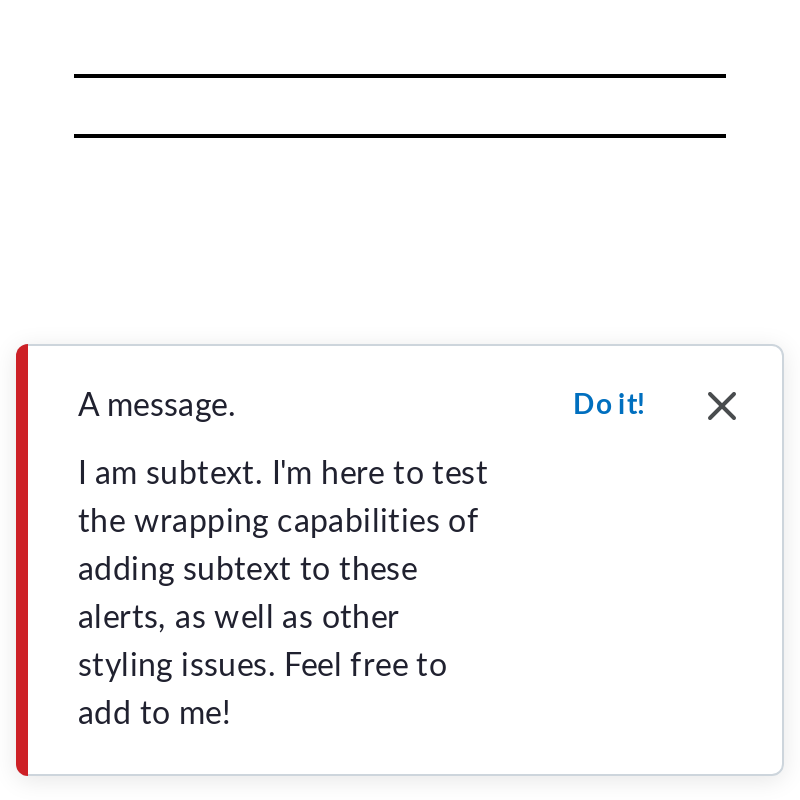 A message.
Do it!
I am subtext. I'm here to test
the wrapping capabilities of
adding subtext to these
alerts, as well as other
styling issues. Feel free to
add to me!